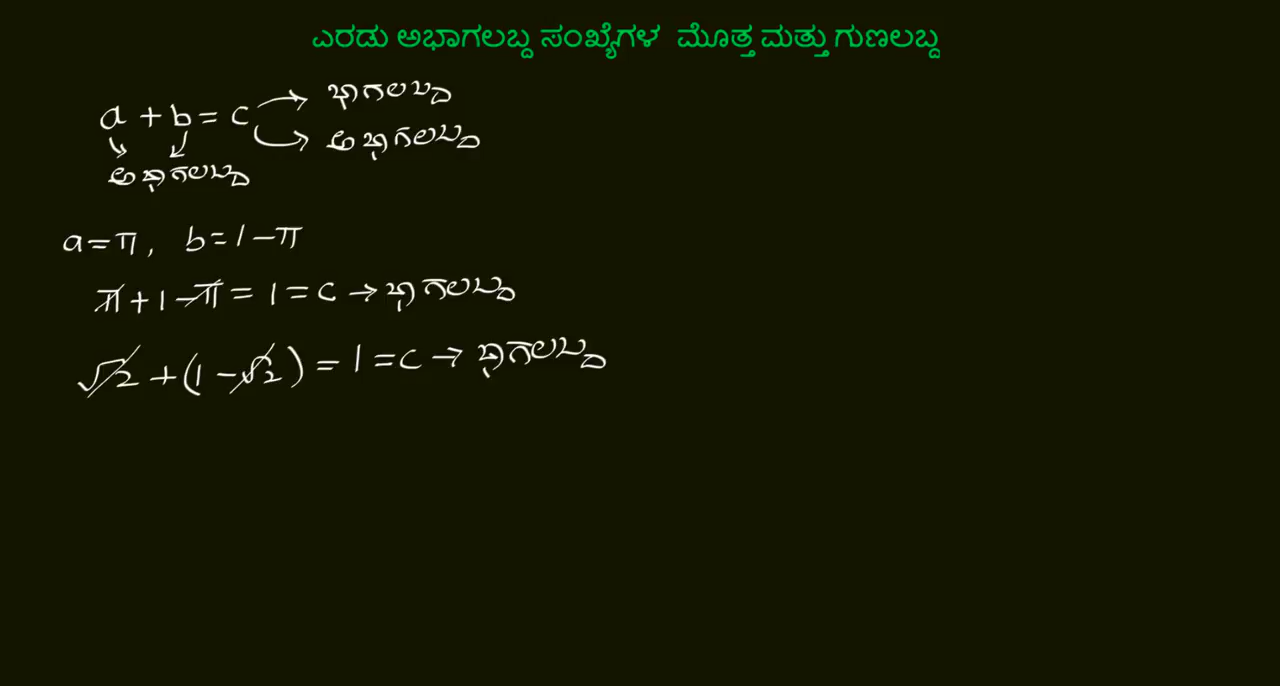 ಎರಡು ಅಭಾಗಲಬ್ದ ಸಂಖ್ಯೆಗಳ ಮೊತ್ತ ಮತ್ತು ಗುಣಲಬ್ದ
a + b = c → ಭಾಗಲಬ್ದ
→ ಅಭಾಗಲಬ್ದ
ಅಭಾಗಲಬ್ದ
a = π, b = 1 - π
π + 1 - π = 1 = c → ಭಾಗಲಬ್ದ
√2 + (1 - √2) = 1 = c → ಭಾಗಲಬ್ದ